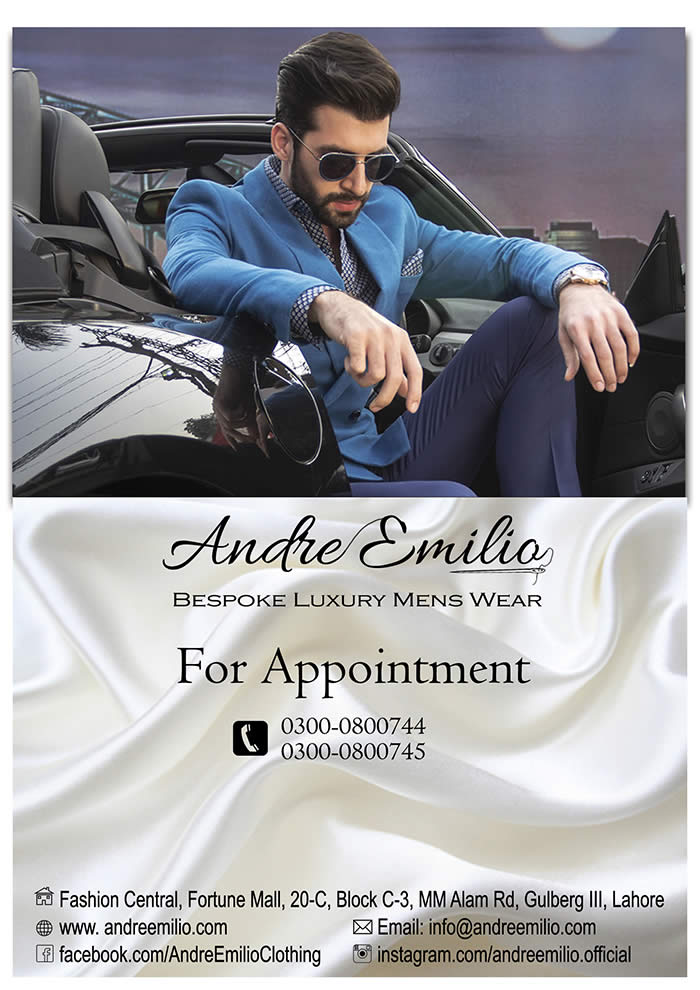 Andre Emilio
Bespoke Luxury Mens Wear
For Appointment
0300-0800744
0300-0800745
Fashion Central, Fortune Mall, 20-C, Block C-3, MM Alam Rd, Gulberg III, Lahore
www. andreemilio.com
Email: info@andreemilio.com
facebook.com/AndreEmilioClothing
instagram.com/andreemilio.official